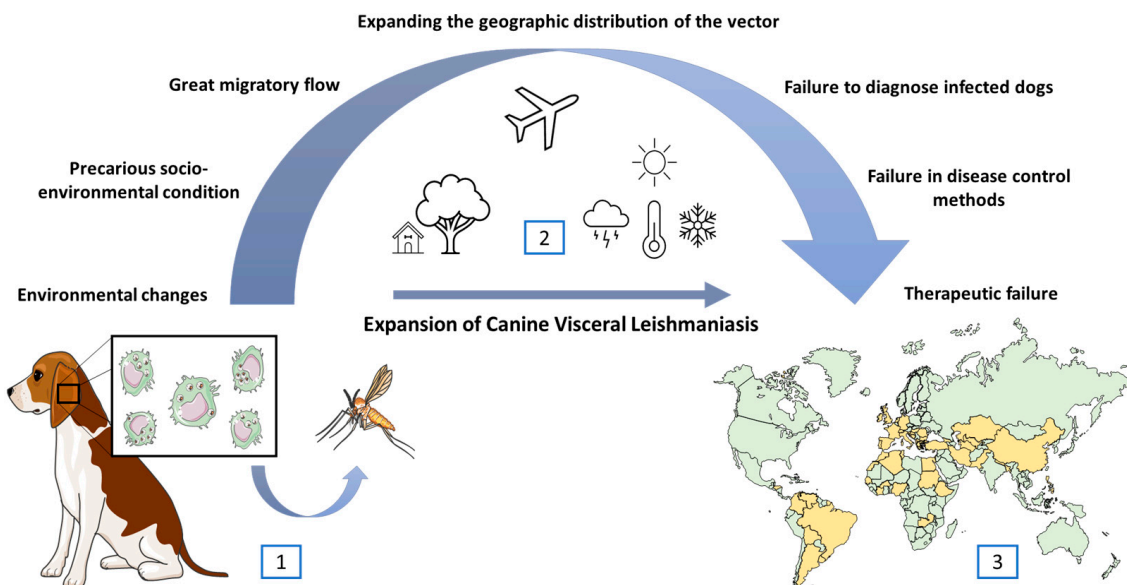 Expanding the geographic distribution of the vector
Great migratory flow
Failure to diagnose infected dogs
Precarious socio-
environmental condition
Failure in disease control
methods
2
Environmental changes
Therapeutic failure
Expansion of Canine Visceral Leishmaniasis
1
3